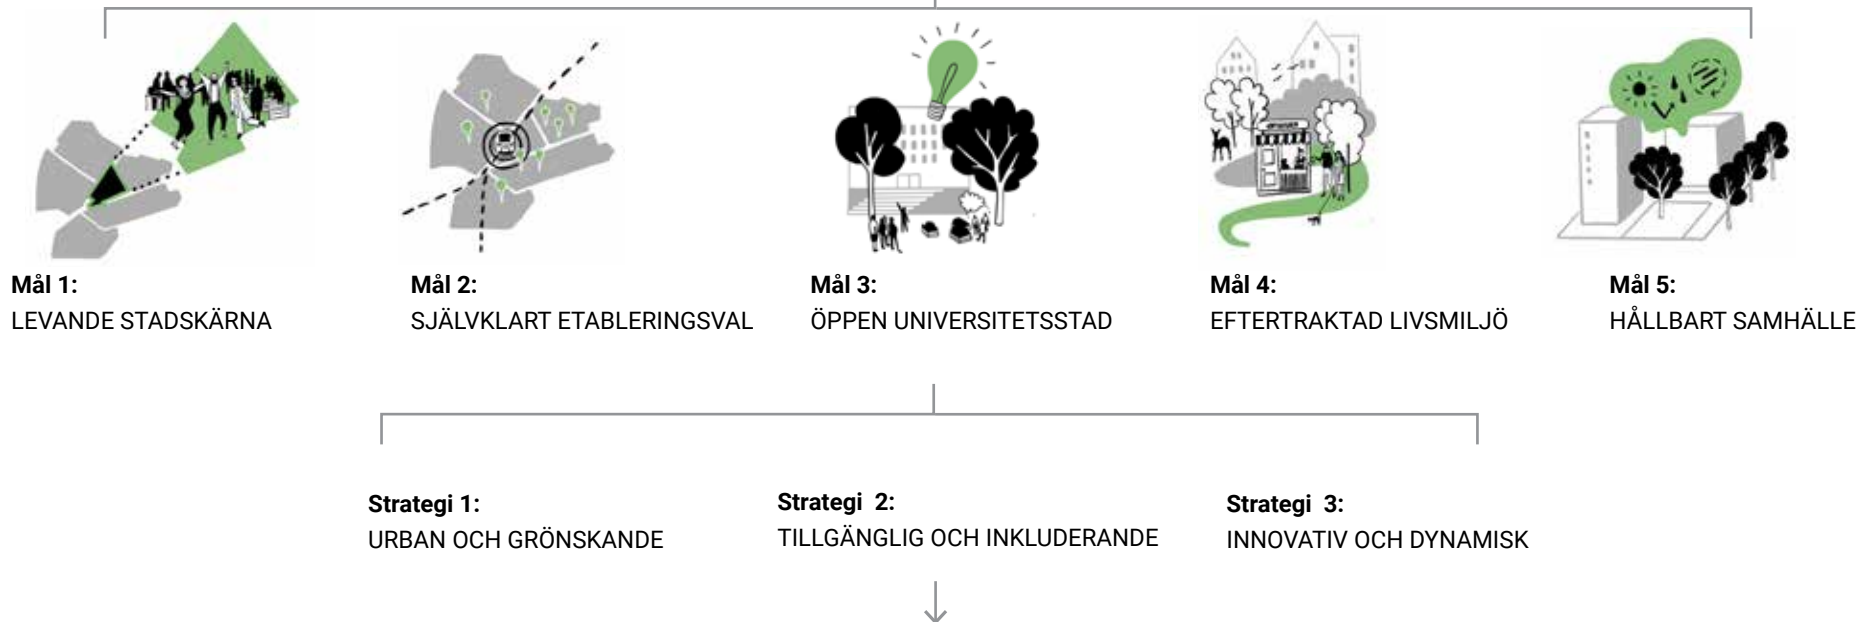 Mål 1:
LEVANDE STADSKÄRNA
Mål 2:
SJÄLVKLART ETABLERINGSVAL
Mål 3:
ÖPPEN UNIVERSITETSSTAD
Mål 4:
EFTERTRAKTAD LIVSMILJÖ
Mål 5:
HÅLLBART SAMHÄLLE
Strategi 1:
URBAN OCH GRÖNSKANDE
Strategi 2:
TILLGÄNGLIG OCH INKLUDERANDE
Strategi 3:
INNOVATIV OCH DYNAMISK